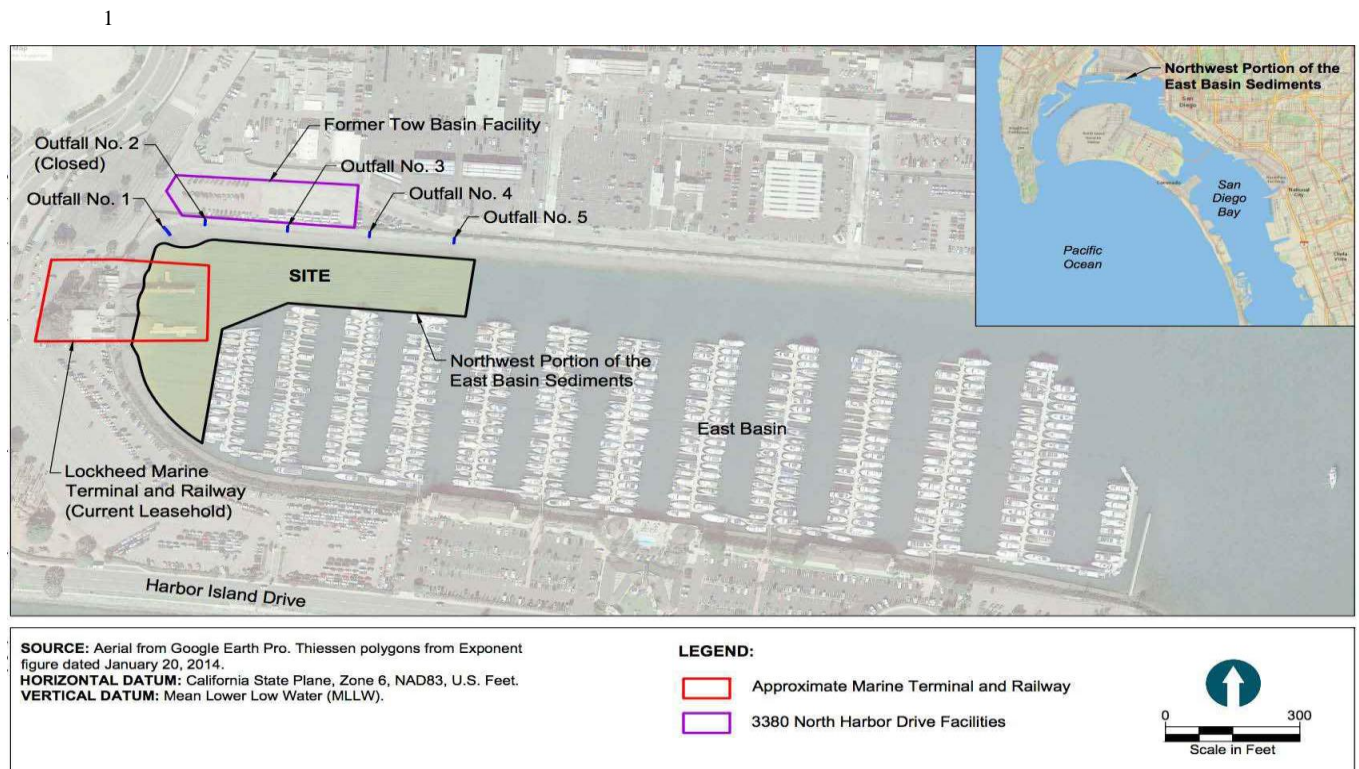 1
Northwest Portion of the
East Basin Sediments
San
Diego
Bay
Pacific
Ocean
Former Tow Basin Facility
Outfall No. 2
(Closed)
Outfall No. 3
Outfall No. 1
Outfall No. 4
Outfall No. 5
SITE
Northwest Portion of the
East Basin Sediments
East Basin
Lockheed Marine
Terminal and Railway
(Current Leasehold)
Harbor Island Drive
SOURCE: Aerial from Google Earth Pro. Thiessen polygons from Exponent
figure dated January 20, 2014.
HORIZONTAL DATUM: California State Plane, Zone 6, NAD83, U.S. Feet.
VERTICAL DATUM: Mean Lower Low Water (MLLW).
LEGEND:
Approximate Marine Terminal and Railway
3380 North Harbor Drive Facilities
0 300
Scale in Feet